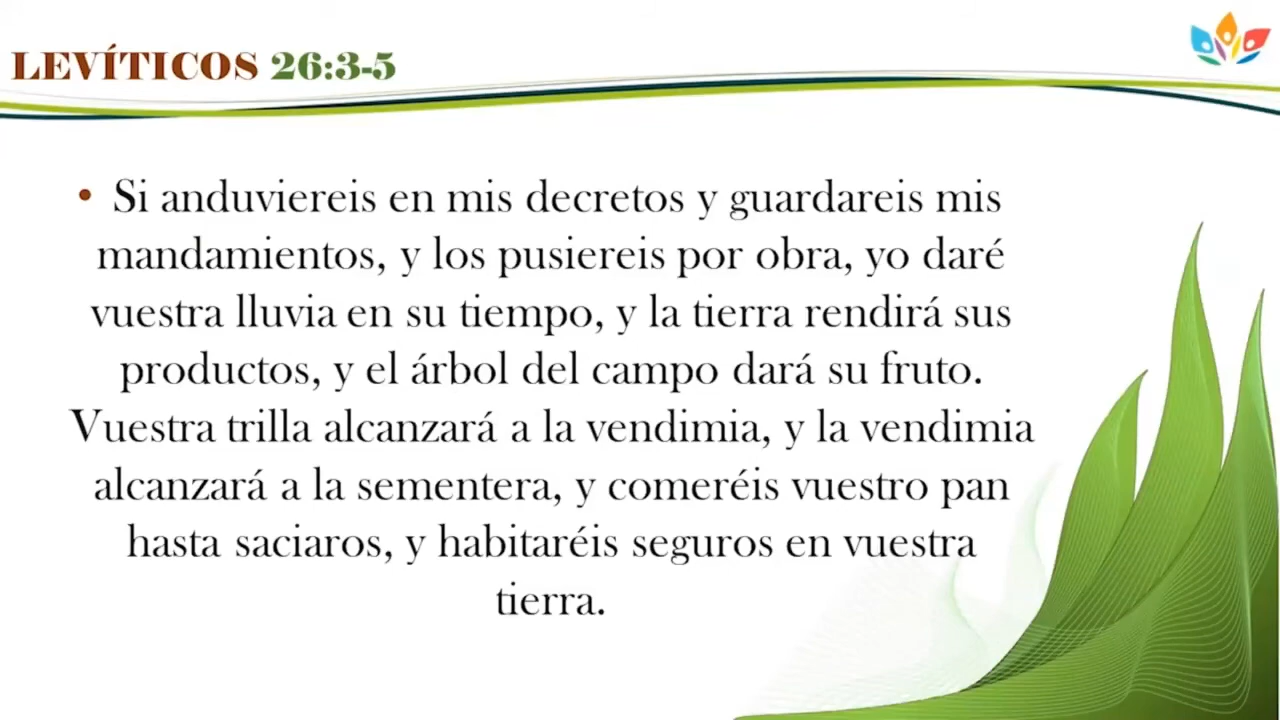 LEVÍTICOS 26:3-5
• Si anduviereis en mis decretos y guardareis mis
mandamientos, y los pusiereis por obra, yo daré
vuestra lluvia en su tiempo, y la tierra rendirá sus
productos, y el árbol del campo dará su fruto.
Vuestra trilla alcanzará a la vendimia, y la vendimia
alcanzará a la sementera, y comeréis vuestro pan
hasta saciaros, y habitaréis seguros en vuestra
tierra.